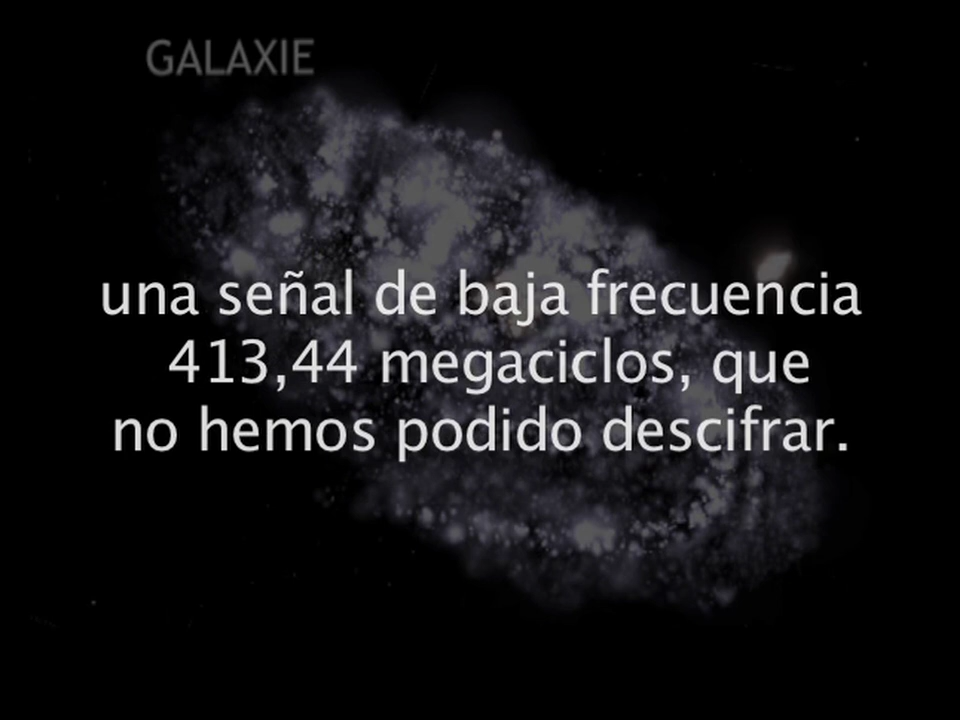 GALAXIE
una señal de baja frecuencia
413,44 megaciclos, que
no hemos podido descifrar.